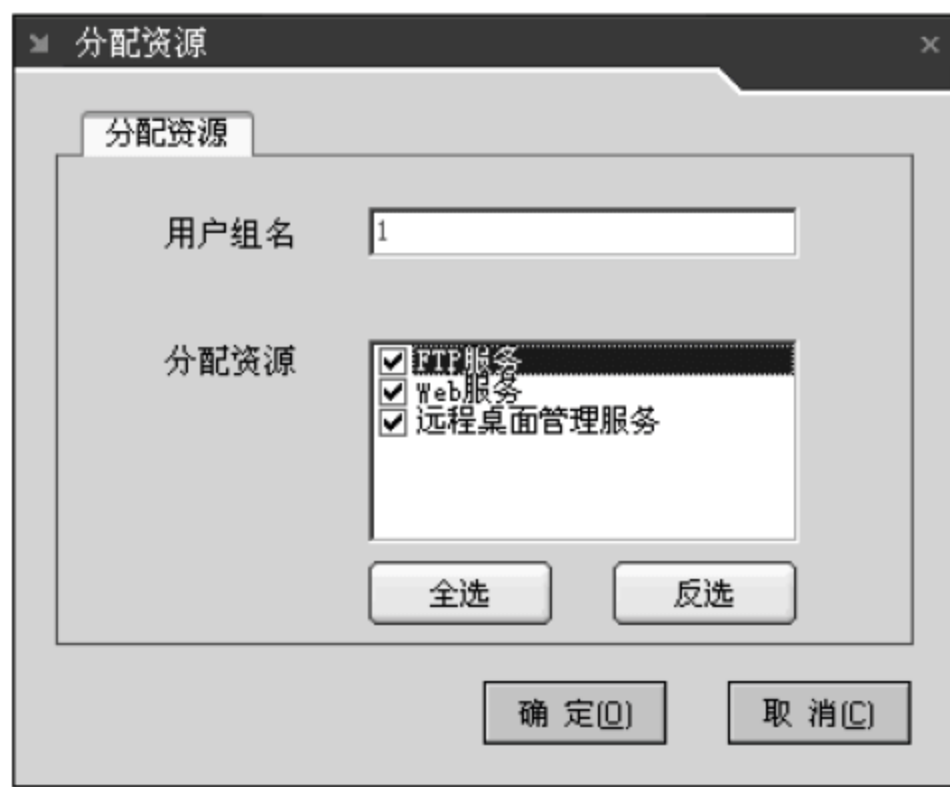 分配资源
分配资源
用户组名 1
分配资源
FTP服务
Web服务
远程桌面管理服务
全选 反选
确 定(O) 取 消(C)